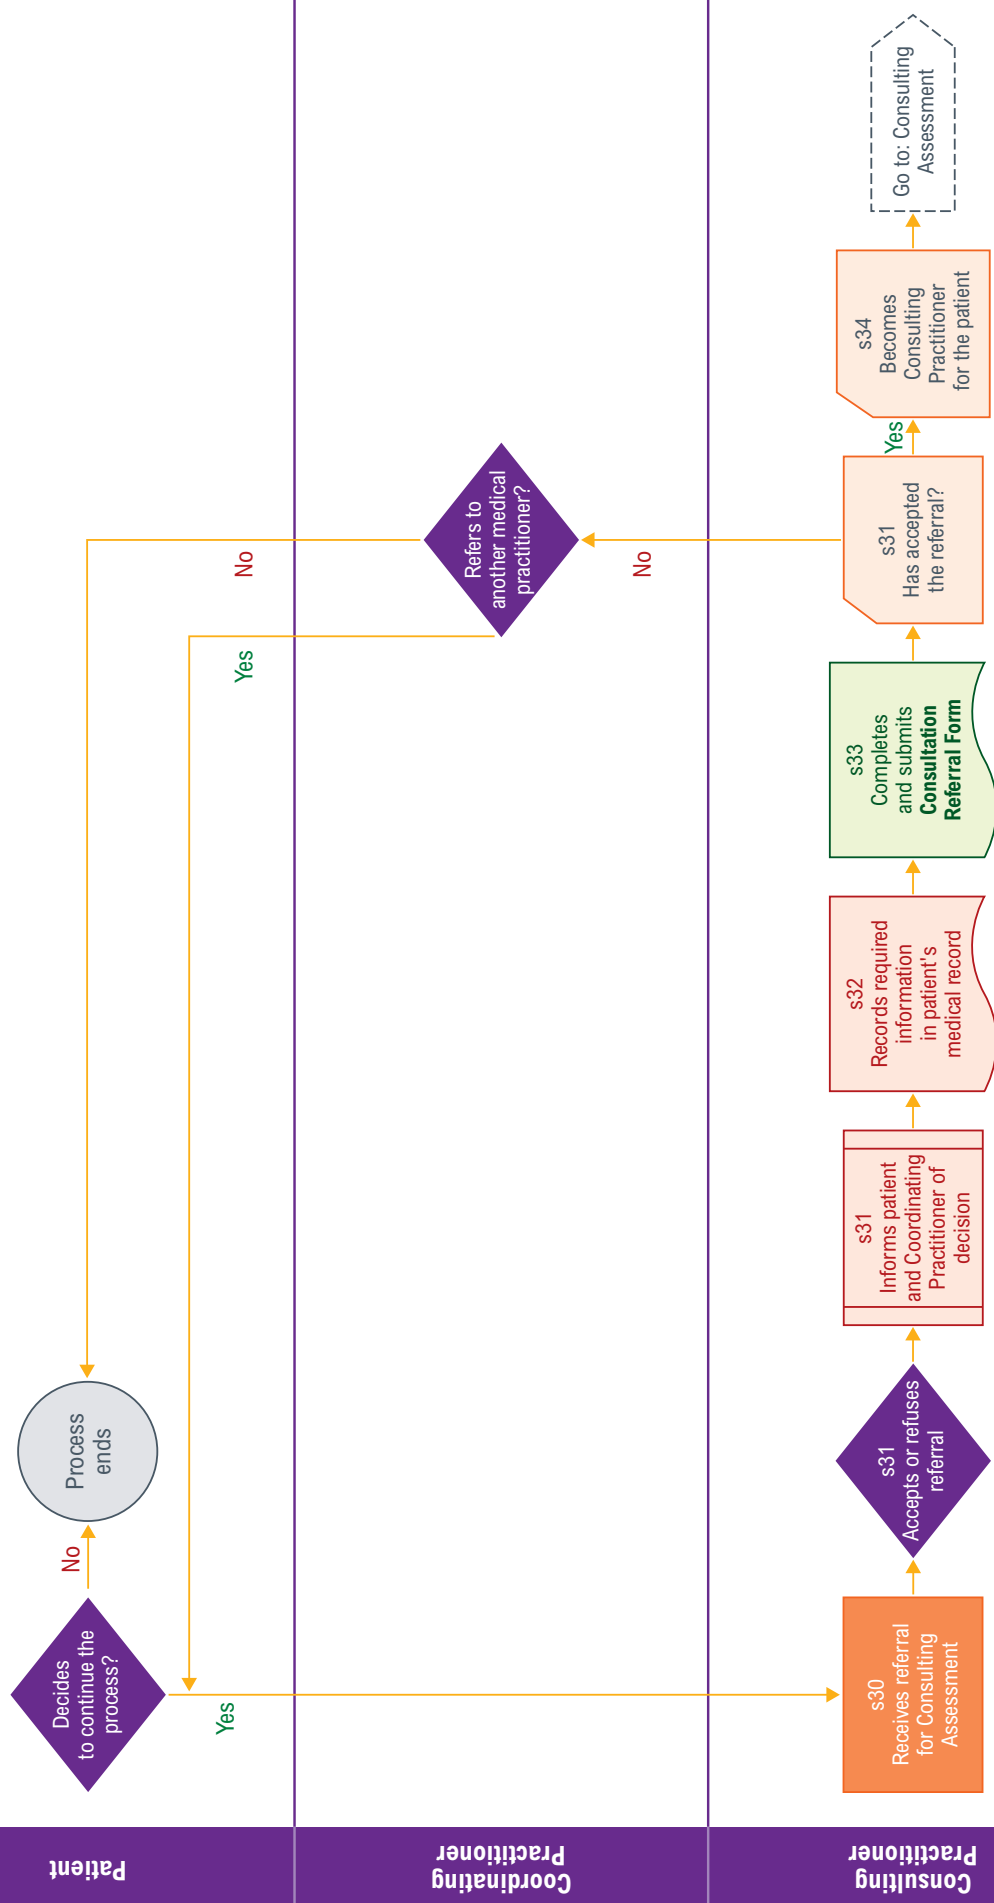 Patient
Decides
to continue the
process?
No
Process
ends
Yes
Yes
No
Coordinating
Practitioner
Refers to
another medical
practitioner?
No
Consulting
Practitioner
s30
Receives referral
for Consulting
Assessment
s31
Accepts or refuses
referral
s31
Informs patient
and Coordinating
Practitioner of
decision
s32
Records required
information
in patient's
medical record
s33
Completes
and submits
Consultation
Referral Form
s31
Has accepted
the referral?
Yes
s34
Becomes
Consulting
Practitioner
for the patient
Go to: Consulting
Assessment